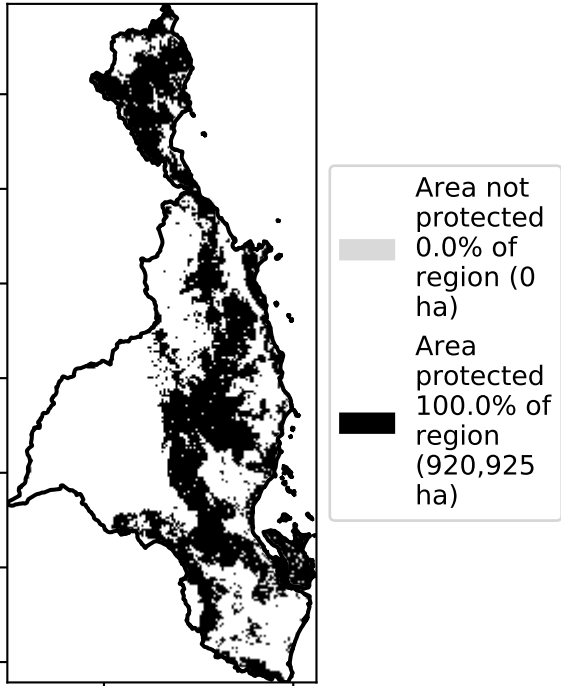 Area not
protected
0.0% of
region (0
ha)
Area
protected
100.0% of
region
(920,925
ha)